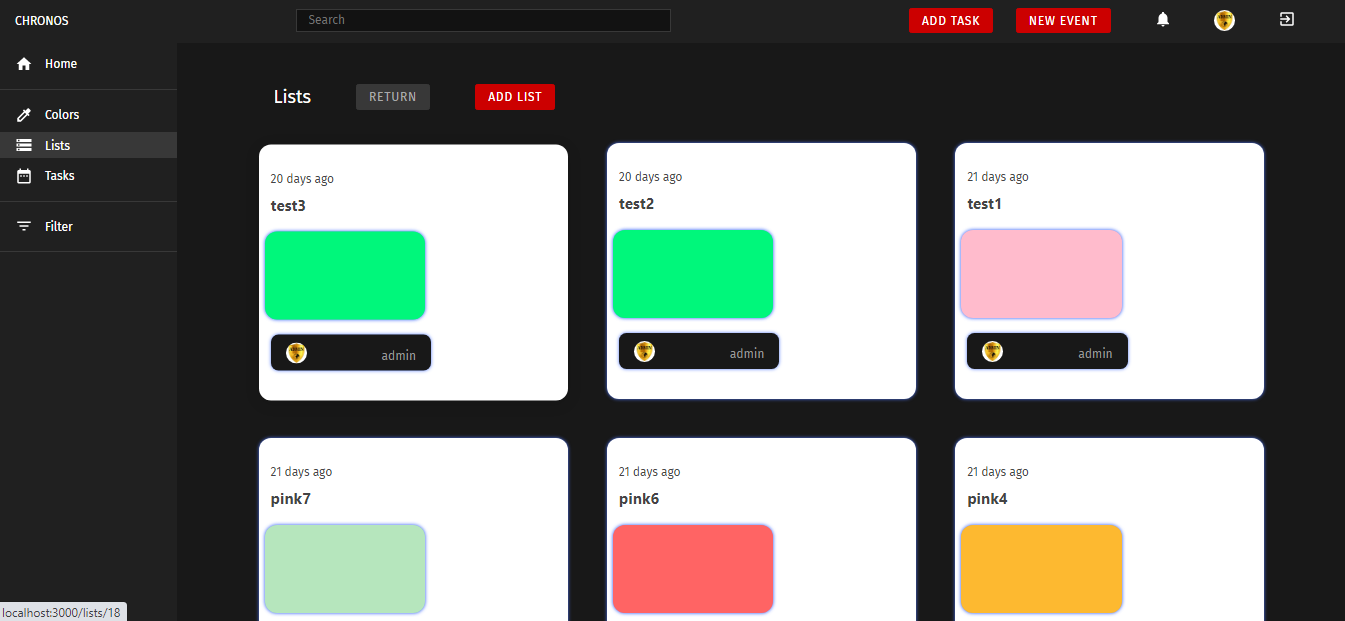 CHRONOS
Search
ADD TASK
NEW EVENT
Home
Colors
Lists
Tasks
Filter
Lists
RETURN
ADD LIST
20 days ago
test3
admin
20 days ago
test2
admin
21 days ago
test1
admin
21 days ago
pink7
21 days ago
pink6
21 days ago
pink4
localhost:3000/lists/18